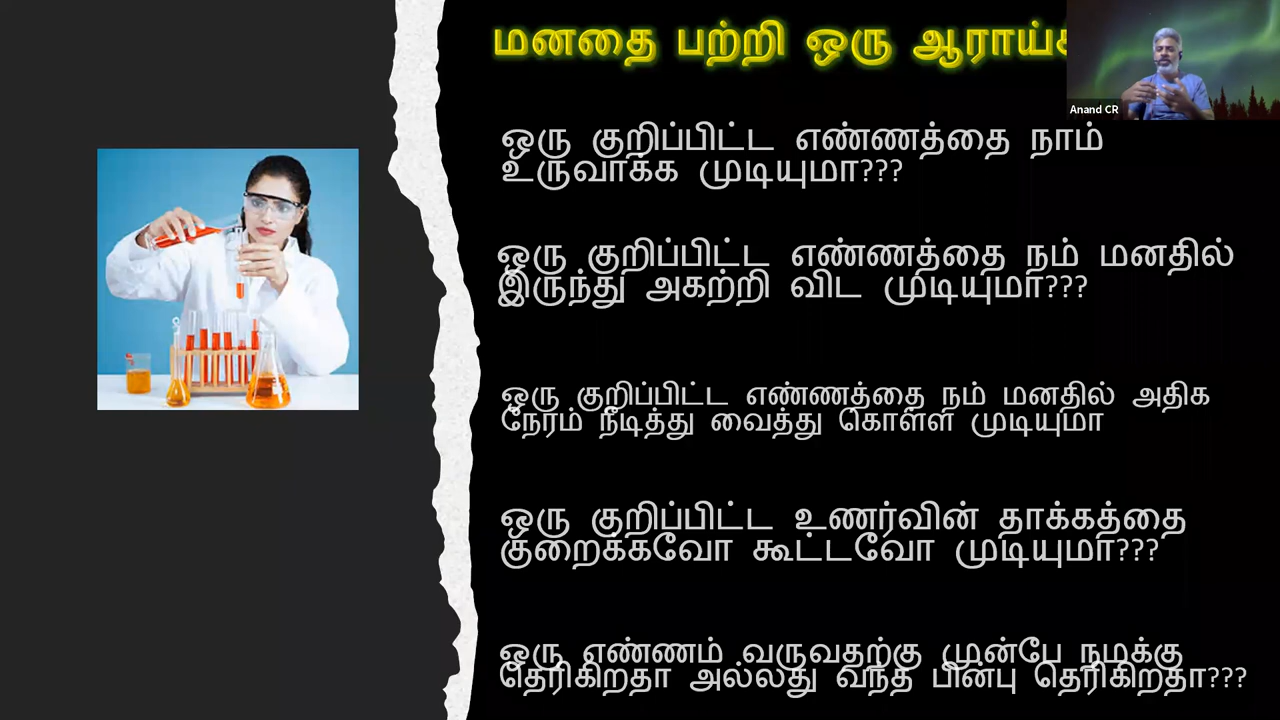 மனதை பற்றி ஒரு
Anand CR
ஒரு குறிப்பிட்ட எண்ணத்தை நாம்
உருவாக்க முடியுமா???
ஒரு குறிப்பிட்ட எண்ணத்தை நம் மனதில்
இருந்து அகற்றி விட முடியுமா???
ஒரு குறிப்பிட்ட எண்ணத்தை நம் மனதில் அதிக
நேரம் நீடித்து வைத்து கொள்ள முடியுமா
ஒரு குறிப்பிட்ட உணர்வின் தாக்கத்தை
குறைக்கவோ கூட்டவோ முடியுமா???
ஒரு எண்ணம் வருவதற்கு முன்பே நமக்கு
தெரிகிறதா அல்லது வந்த பின்பு தெரிகிறதா???